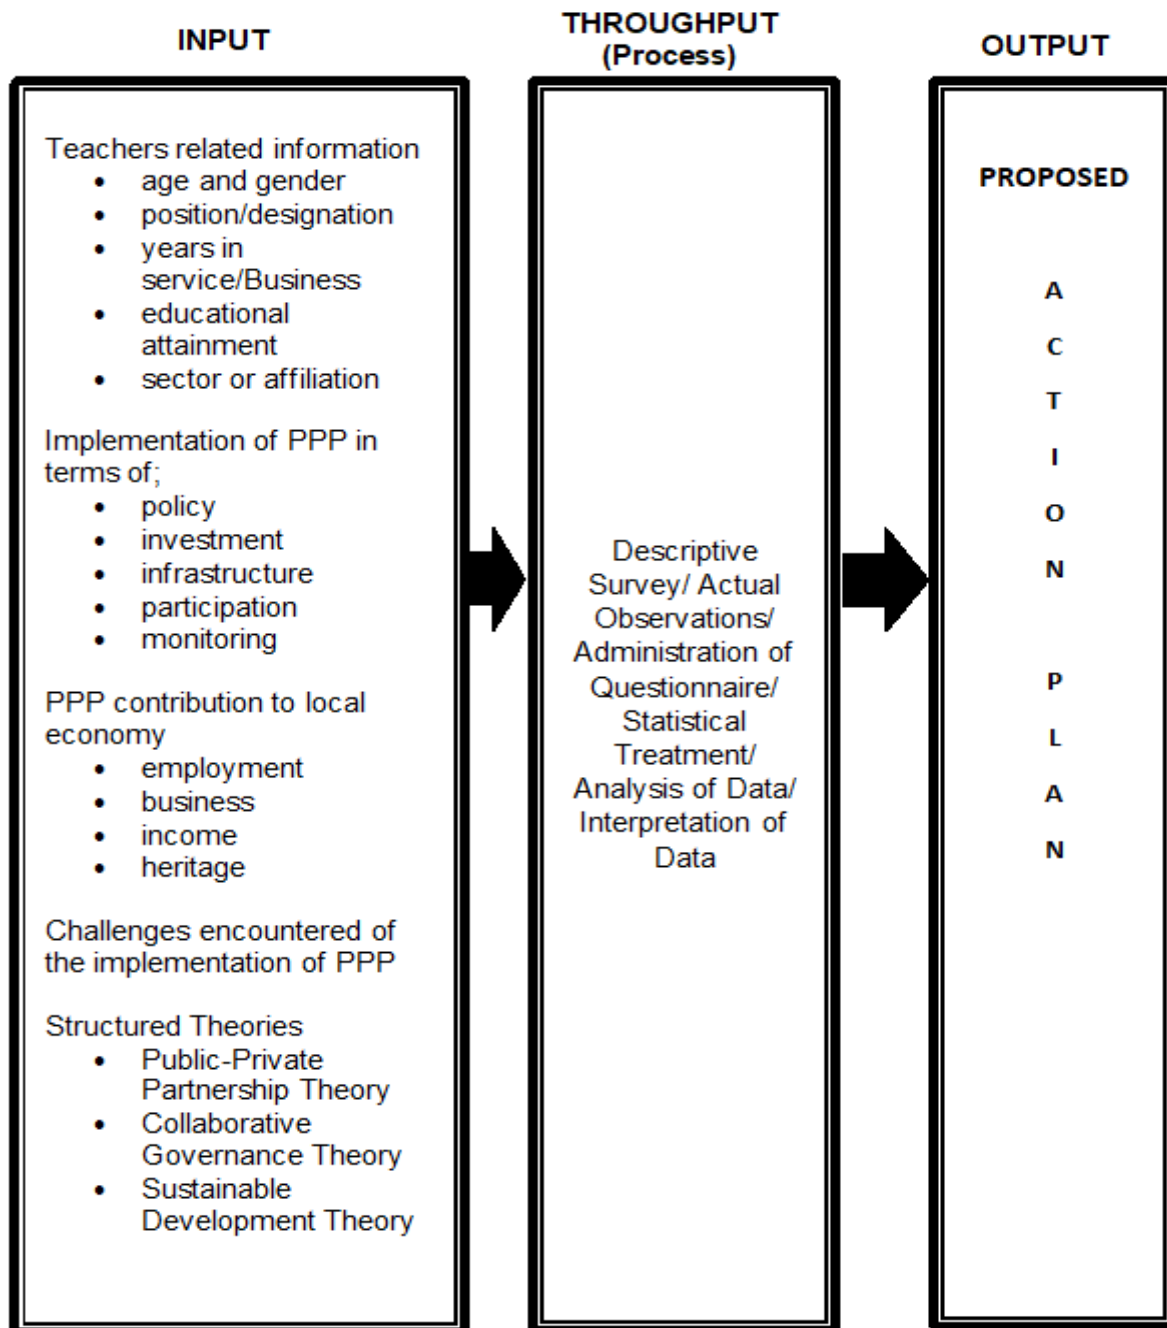 INPUT
Teachers related information
• age and gender
• position/designation
• years in
service/Business
• educational
attainment
• sector or affiliation
Implementation of PPP in
terms of;
• policy
• investment
• infrastructure
• participation
• monitoring
PPP contribution to local
economy
• employment
• business
• income
• heritage
Challenges encountered of
the implementation of PPP
Structured Theories
• Public-Private
Partnership Theory
• Collaborative
Governance Theory
• Sustainable
Development Theory
THROUGHPUT
(Process)
Descriptive
Survey/ Actual
Observations/
Administration of
Questionnaire/
Statistical
Treatment/
Analysis of Data/
Interpretation of
Data
OUTPUT
PROPOSED
A
C
T
I
O
N
P
L
A
N